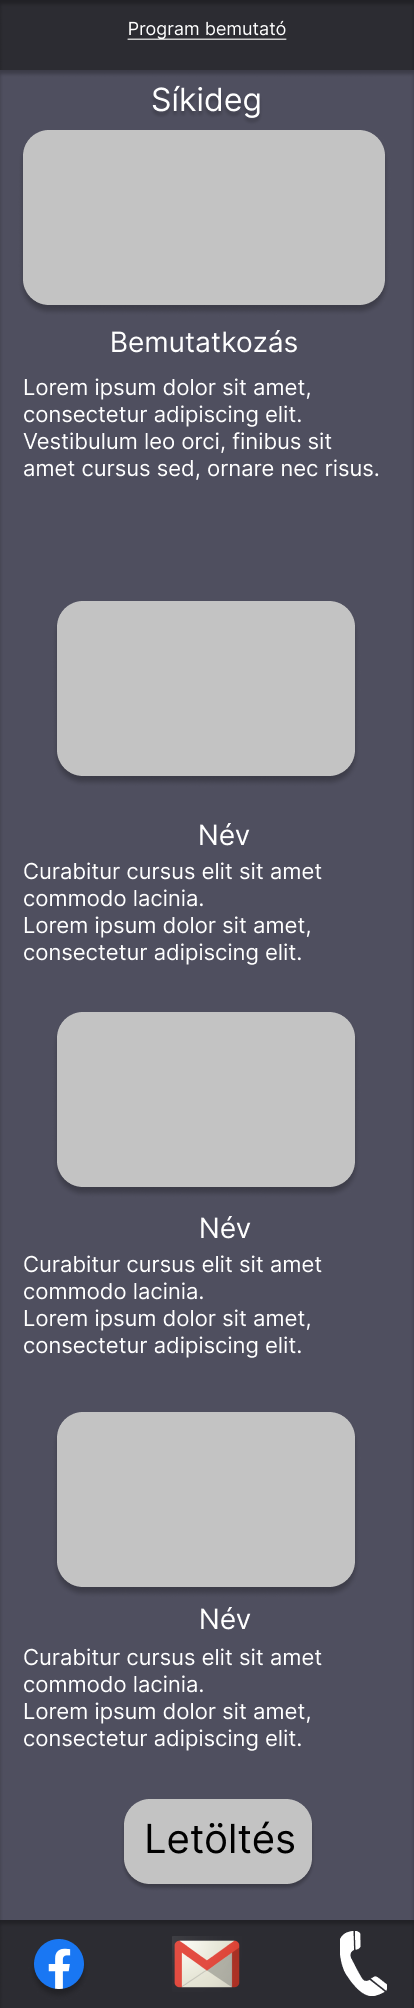 Program bemutató
Síkideg
Bemutatkozás
Lorem ipsum dolor sit amet,
consectetur adipiscing elit.
Vestibulum leo orci, finibus sit
amet cursus sed, ornare nec risus.
Név
Curabitur cursus elit sit amet
commodo lacinia.
Lorem ipsum dolor sit amet,
consectetur adipiscing elit.
Név
Curabitur cursus elit sit amet
commodo lacinia.
Lorem ipsum dolor sit amet,
consectetur adipiscing elit.
Név
Curabitur cursus elit sit amet
commodo lacinia.
Lorem ipsum dolor sit amet,
consectetur adipiscing elit.
Letöltés